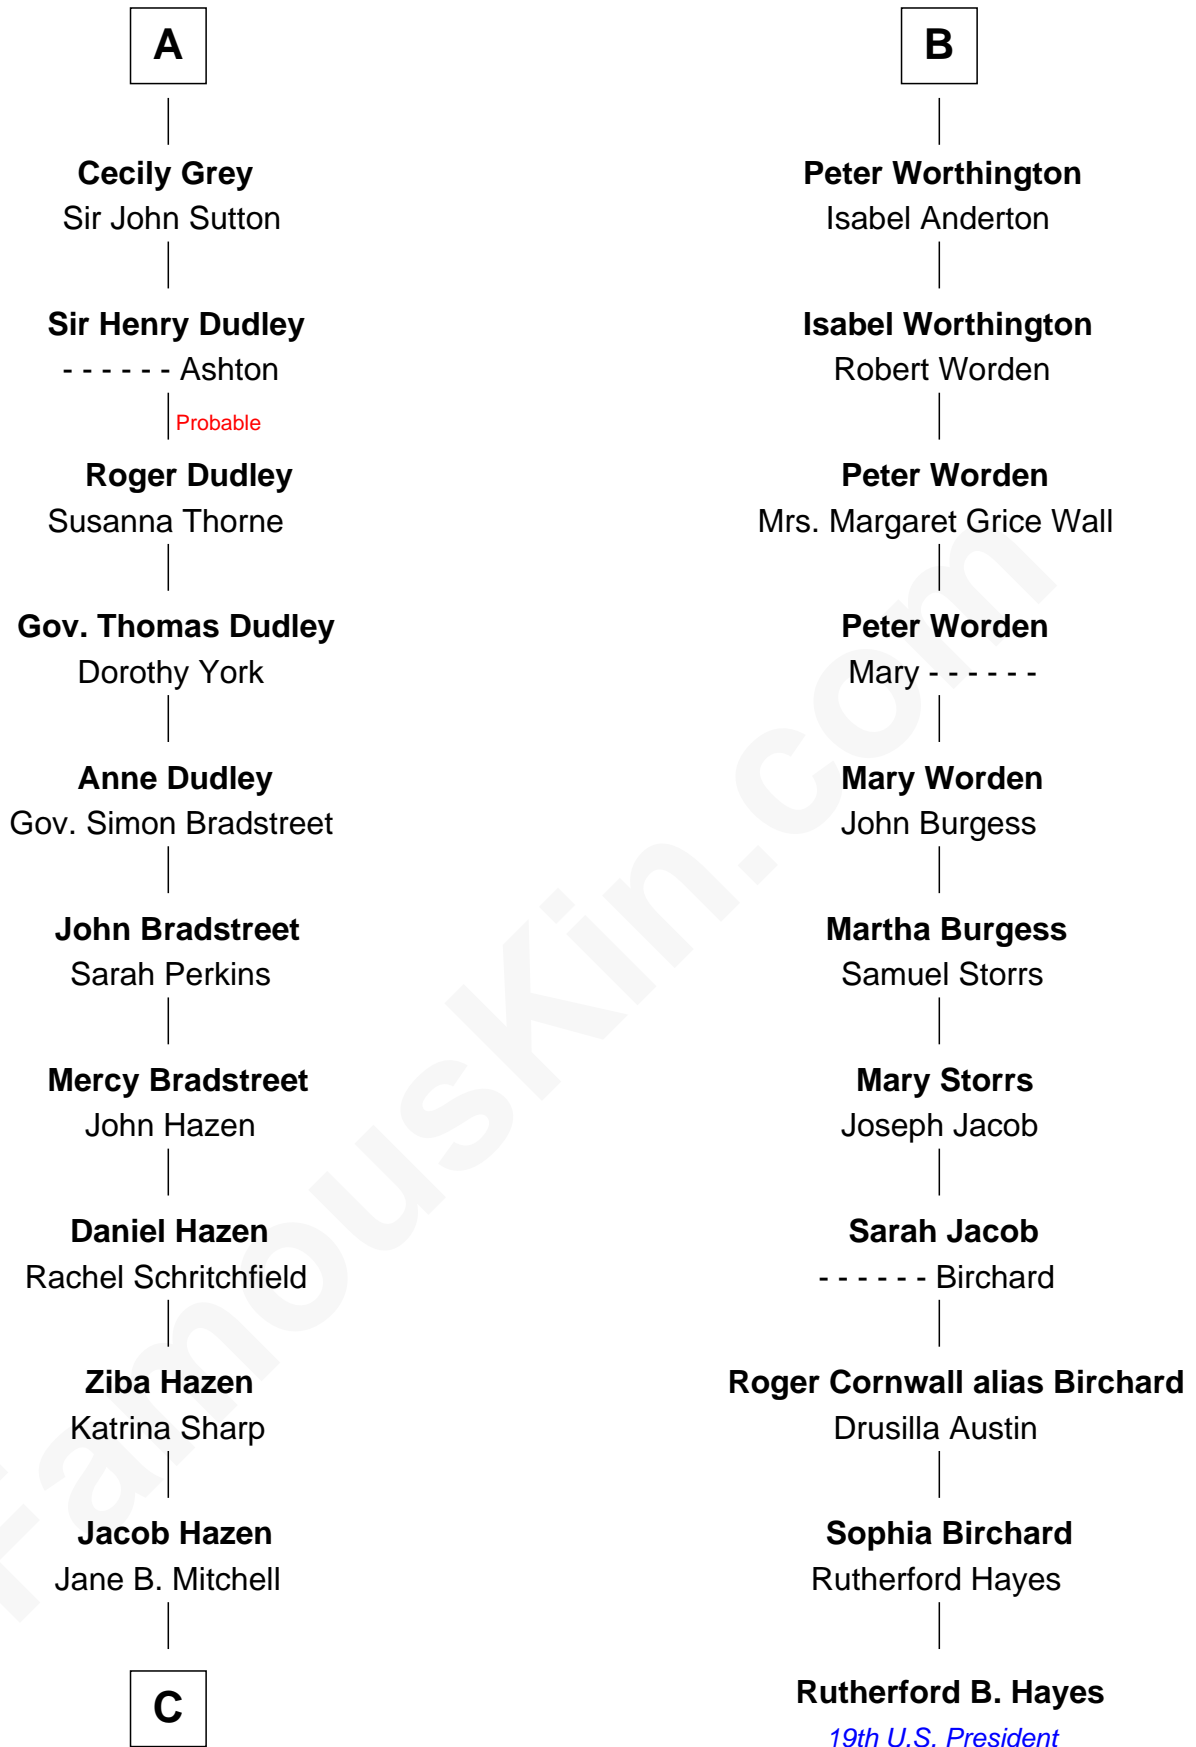 A
Cecily Grey
Sir John Sutton
Sir Henry Dudley
- - - - - - Ashton
Probable
Roger Dudley
Susanna Thorne
Gov. Thomas Dudley
Dorothy York
Anne Dudley
Gov. Simon Bradstreet
John Bradstreet
Sarah Perkins
Mercy Bradstreet
John Hazen
Daniel Hazen
Rachel Schritchfield
Ziba Hazen
Katrina Sharp
Jacob Hazen
Jane B. Mitchell
C
B
Peter Worthington
Isabel Anderton
Isabel Worthington
Robert Worden
Peter Worden
Mrs. Margaret Grice Wall
Peter Worden
Mary - - - - - -
Mary Worden
John Burgess
Martha Burgess
Samuel Storrs
Mary Storrs
Joseph Jacob
Sarah Jacob
- - - - - - Birchard
Roger Cornwall alias Birchard
Drusilla Austin
Sophia Birchard
Rutherford Hayes
Rutherford B. Hayes
19th U.S. President
FamousKin.com